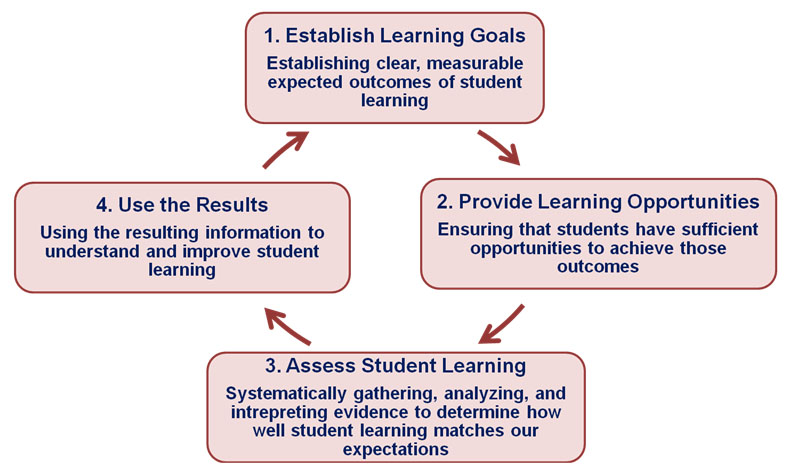 1. Establish Learning Goals
Establishing clear, measurable
expected outcomes of student
learning
2. Provide Learning Opportunities
Ensuring that students have sufficient
opportunities to achieve those
outcomes
3. Assess Student Learning
Systematically gathering, analyzing, and
intrepreting evidence to determine how
well student learning matches our
expectations
4. Use the Results
Using the resulting information to
understand and improve student
learning